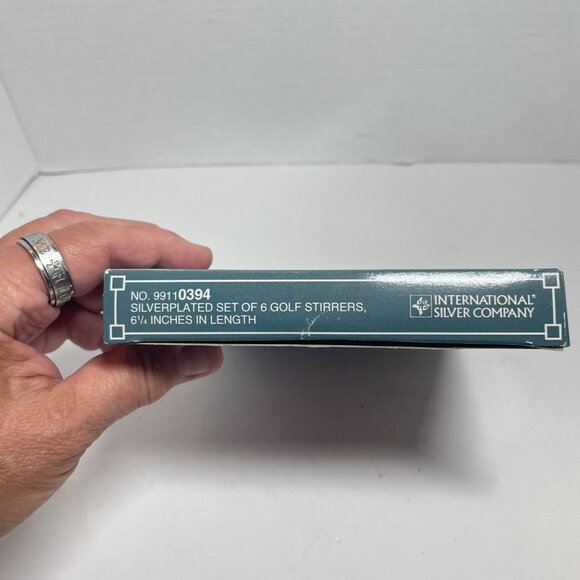 NO. 99110394
SILVERPLATED SET OF 6 GOLF STIRRERS,
6¼ INCHES IN LENGTH
INTERNATIONAL®
SILVER COMPANY